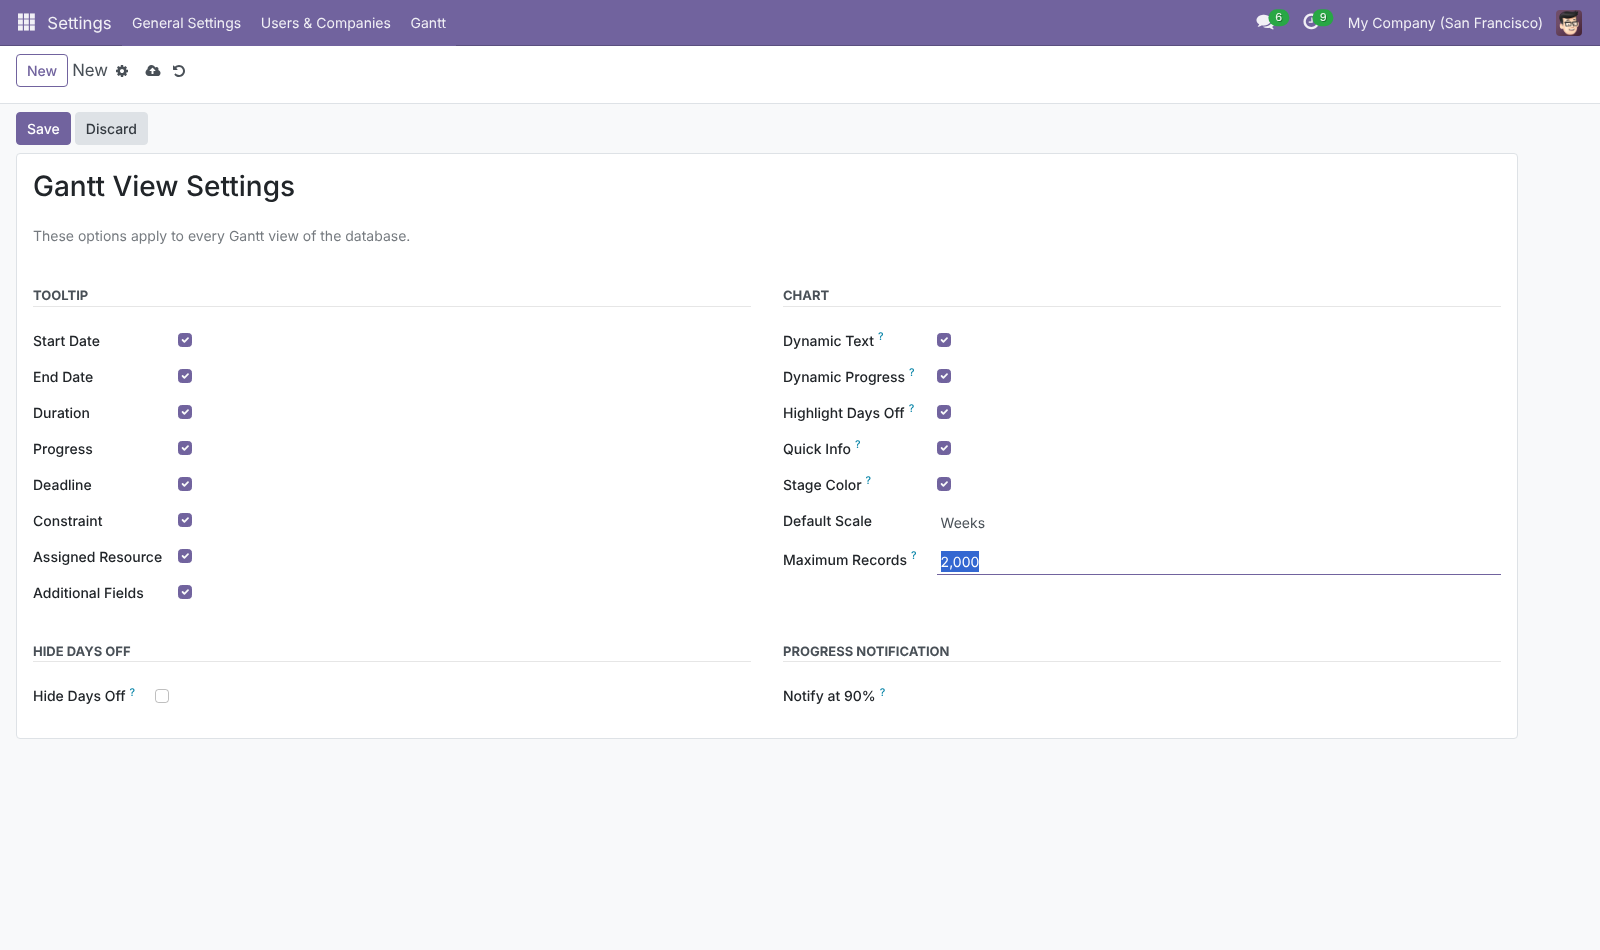 Settings General Settings Users & Companies Gantt 6 9 My Company (San Francisco)
New New
Save Discard
Gantt View Settings
These options apply to every Gantt view of the database.
TOOLTIP
Start Date
End Date
Duration
Progress
Deadline
Constraint
Assigned Resource
Additional Fields
CHART
Dynamic Text ?
Dynamic Progress ?
Highlight Days Off ?
Quick Info ?
Stage Color ?
Default Scale Weeks
Maximum Records ? 2,000
HIDE DAYS OFF
Hide Days Off ?
PROGRESS NOTIFICATION
Notify at 90% ?